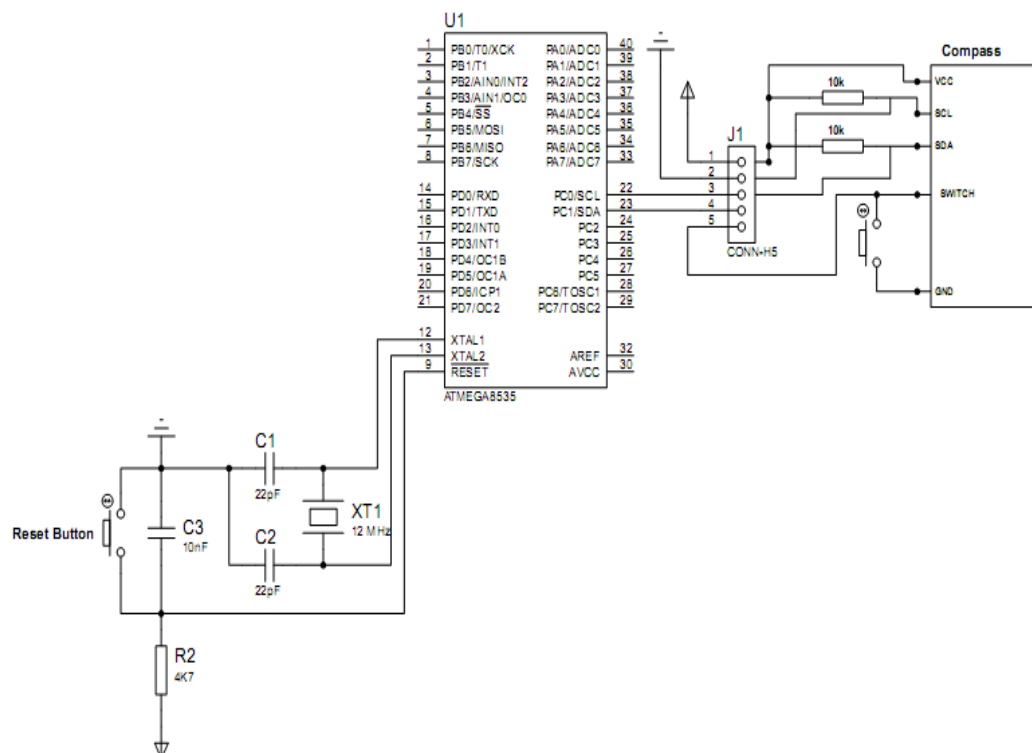 U1
1 PB0/T0/XCK PA0/ADC0 40
2 PB1/T1 PA1/ADC1 39
3 PB2/AIN0/INT2 PA2/ADC2 38
4 PB3/AIN1/OC0 PA3/ADC3 37
5 PB4/SS PA4/ADC4 36
6 PB5/MOSI PA5/ADC5 35
7 PB6/MISO PA6/ADC6 34
8 PB7/SCK PA7/ADC7 33
14 PD0/RXD PC0/SCL 22
15 PD1/TXD PC1/SDA 23
16 PD2/INT0 PC2 24
17 PD3/INT1 PC3 25
18 PD4/OC1B PC4 26
19 PD5/OC1A PC5 27
20 PD6/ICP1 PC6/TOSC1 28
21 PD7/OC2 PC7/TOSC2 29
12 XTAL1
13 XTAL2 AREF 32
9 RESET AVCC 30
ATMEGA8535
J1
1
2
3
4
5
CONN-H5
10k
10k
Compass
VCC
SCL
SDA
SWITCH
GND
C1
22pF
XT1
12 MHz
C2
22pF
C3
10nF
Reset Button
R2
4K7